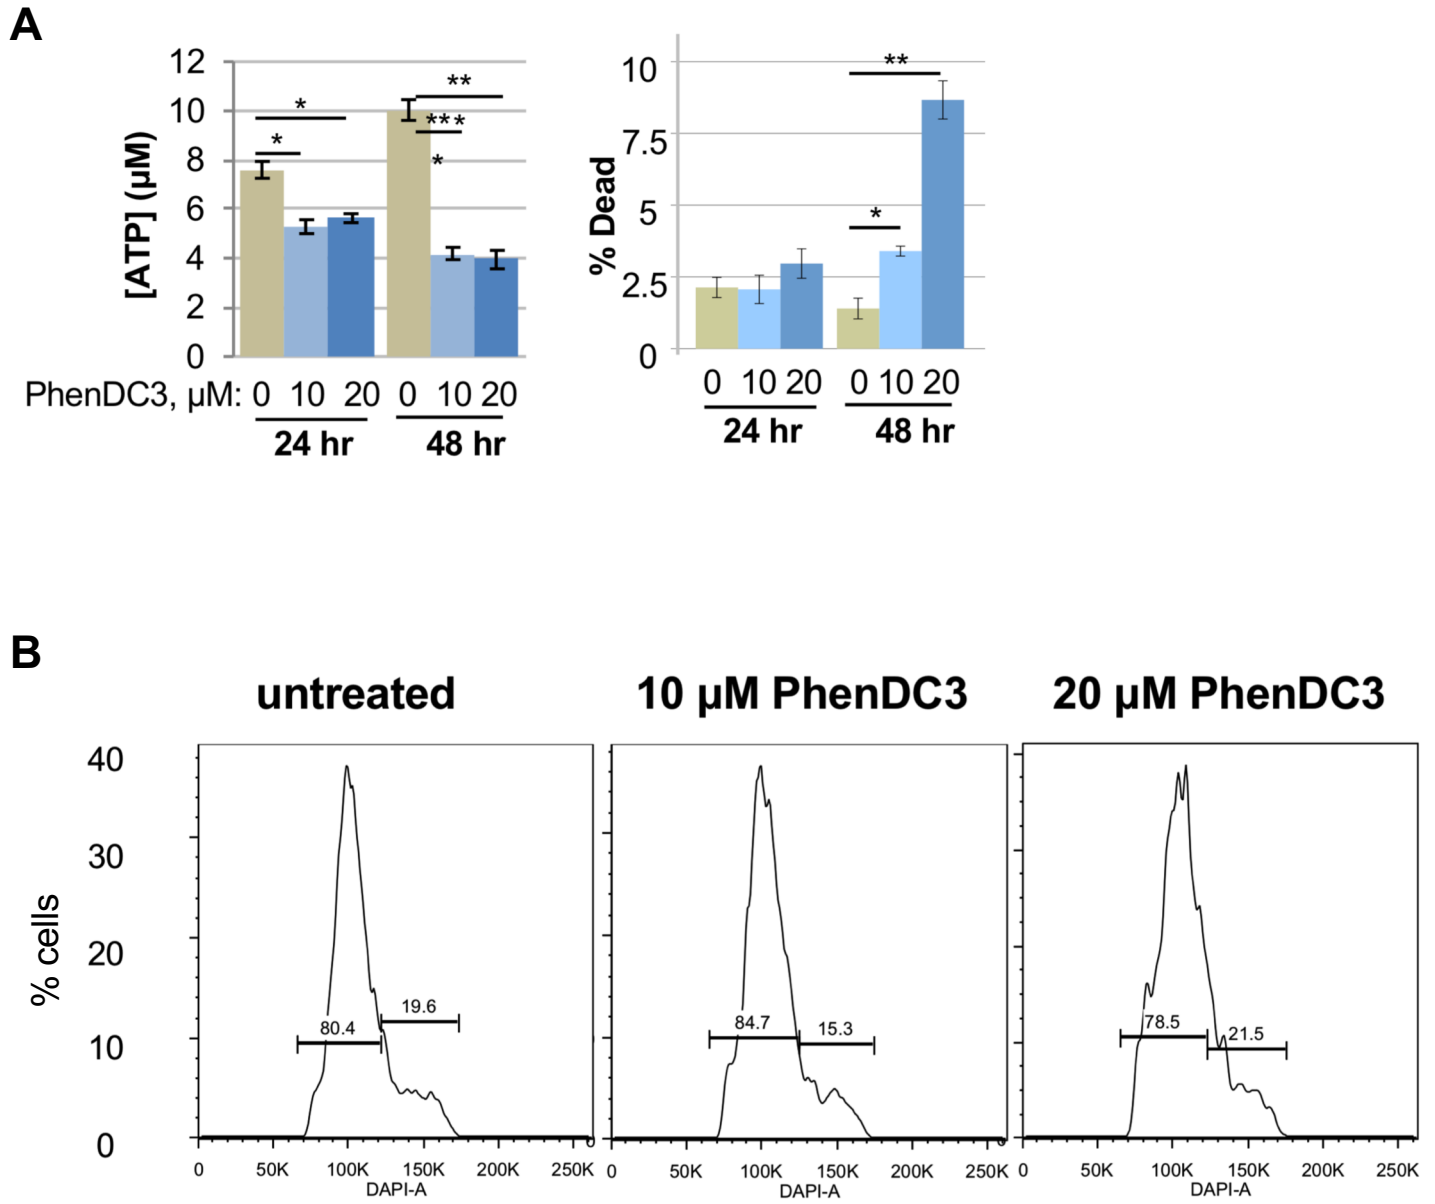 A
12
10
8
6
4
2
0
[ATP] (µM)
*
*
**
***
*
PhenDC3, µM: 0 10 20 0 10 20
24 hr 48 hr
10
7.5
5
2.5
0
% Dead
*
**
0 10 20 0 10 20
24 hr 48 hr
B
untreated 10 µM PhenDC3 20 µM PhenDC3
40
30
20
10
0
% cells
80.4 19.6
84.7 15.3
78.5 21.5
0 50K 100K 150K 200K 250K
DAPI-A
0 50K 100K 150K 200K 250K
DAPI-A
0 50K 100K 150K 200K 250K
DAPI-A